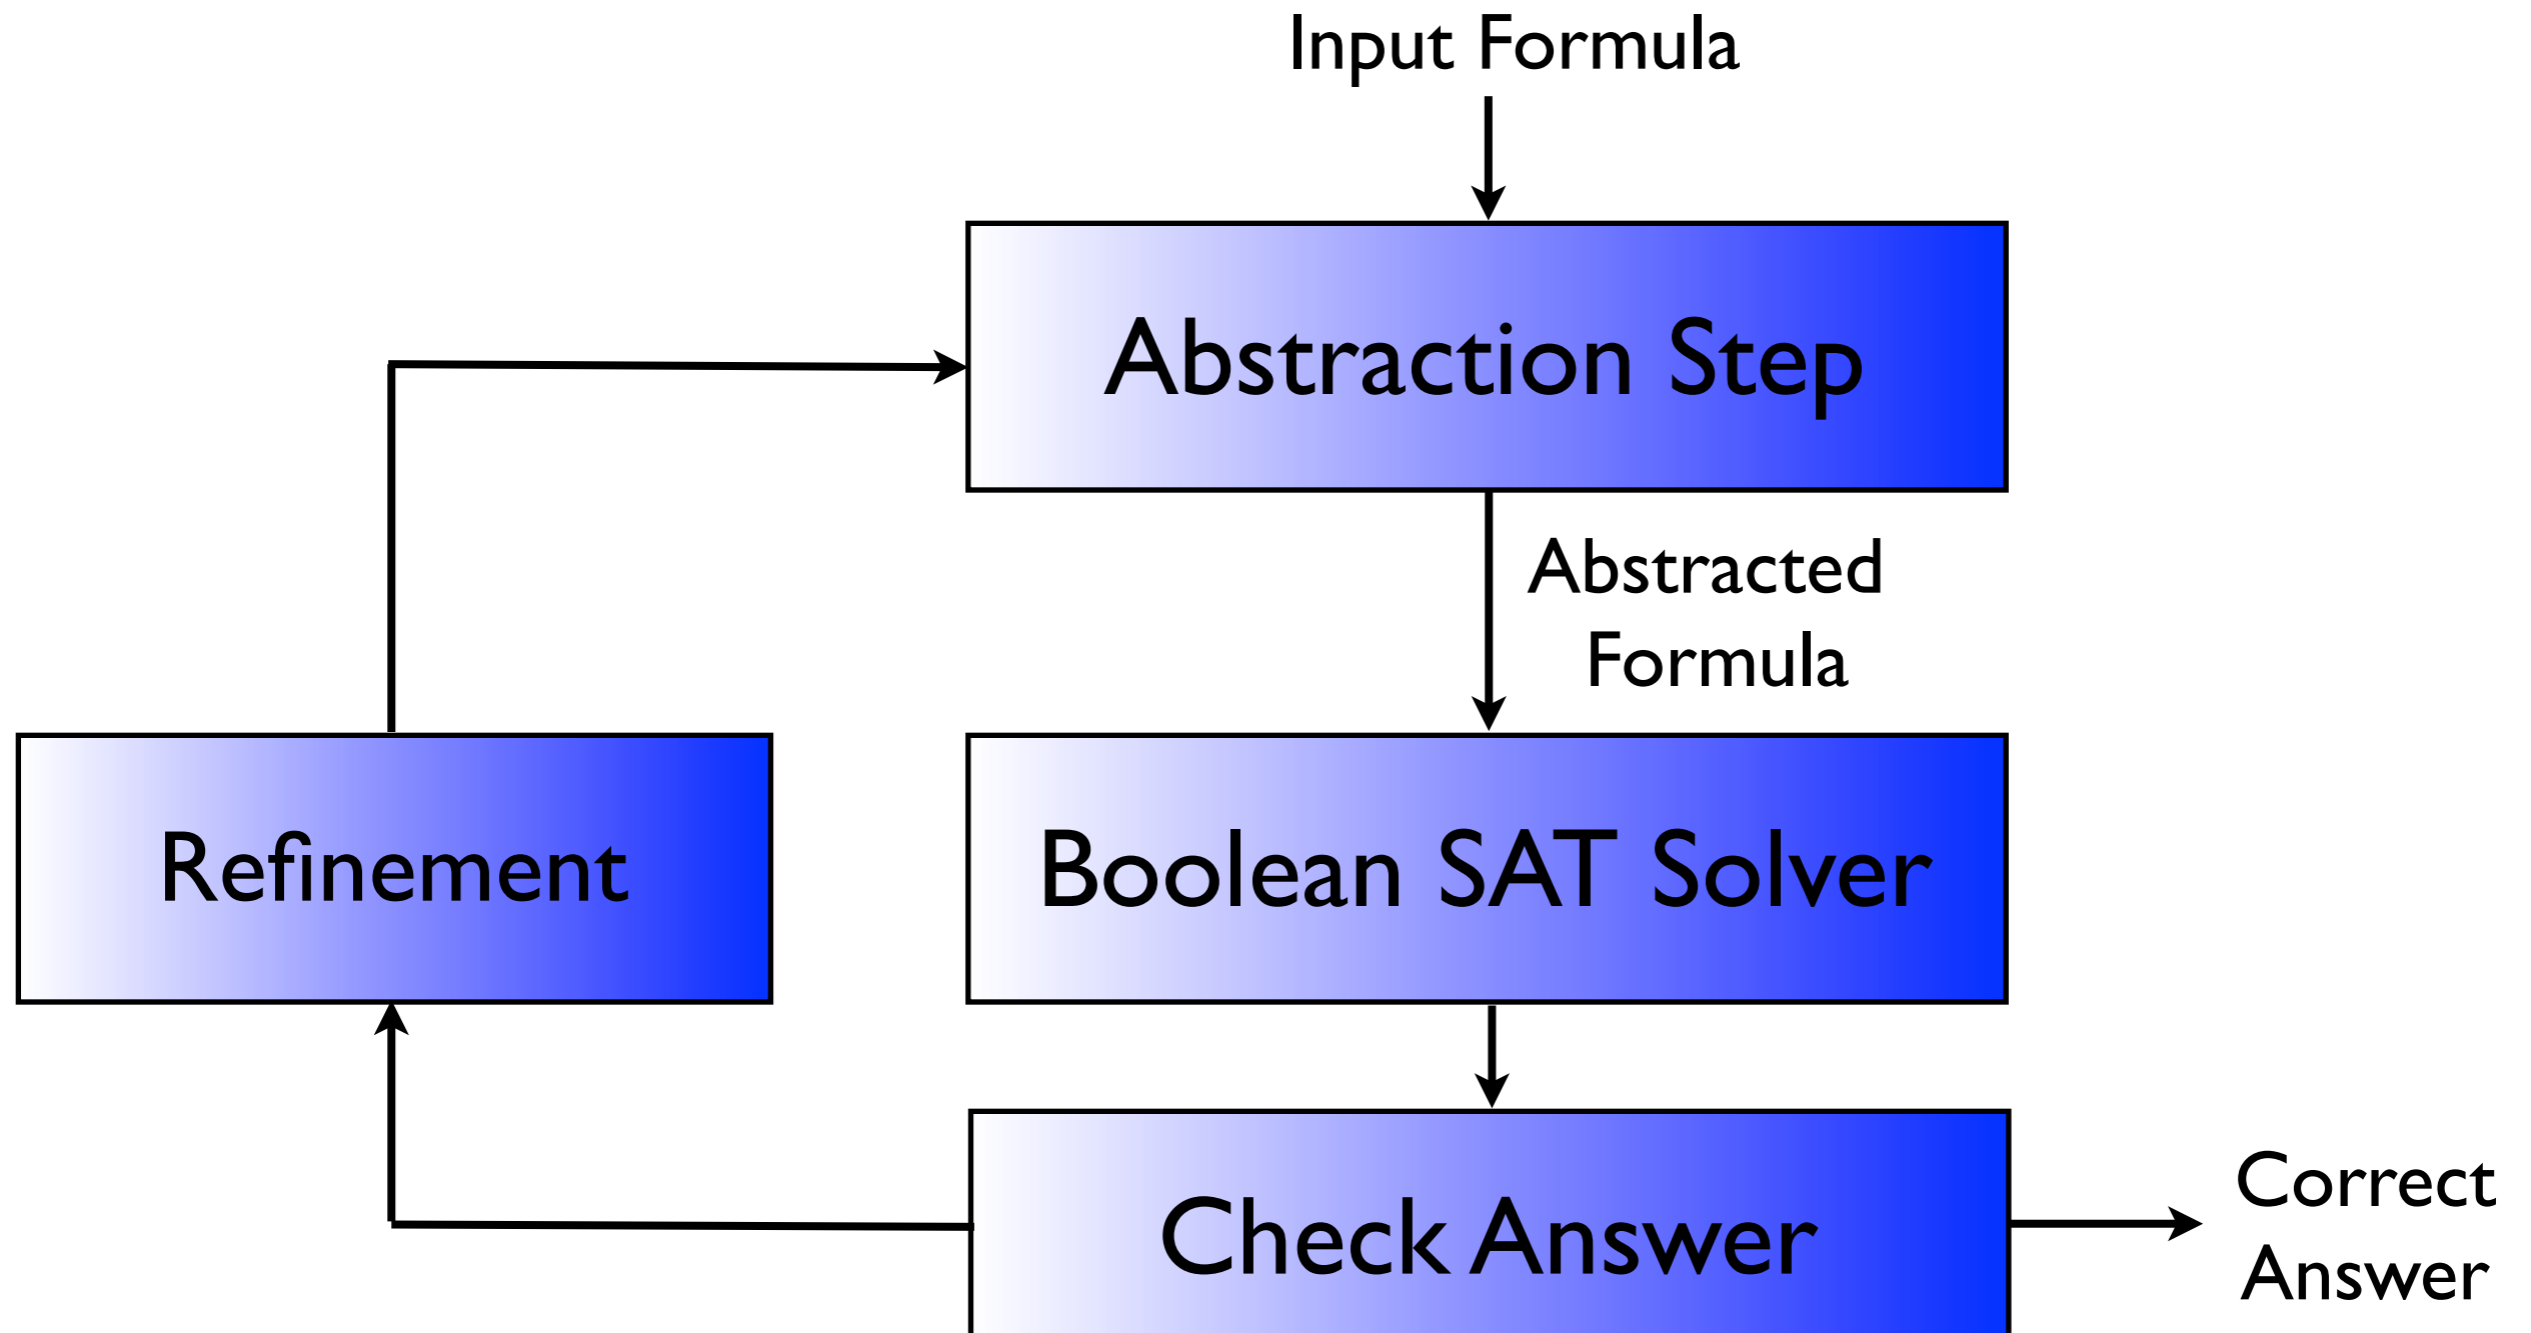 Input Formula
Abstraction Step
Abstracted
Formula
Refinement
Boolean SAT Solver
Check Answer
Correct
Answer